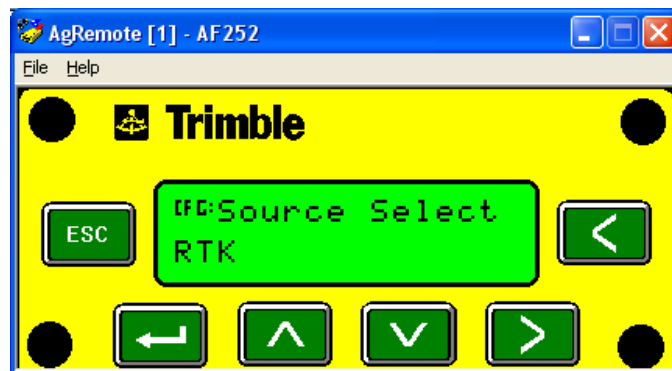 AgRemote [1] - AF252
File Help
Trimble
CFG:Source Select
RTK
ESC